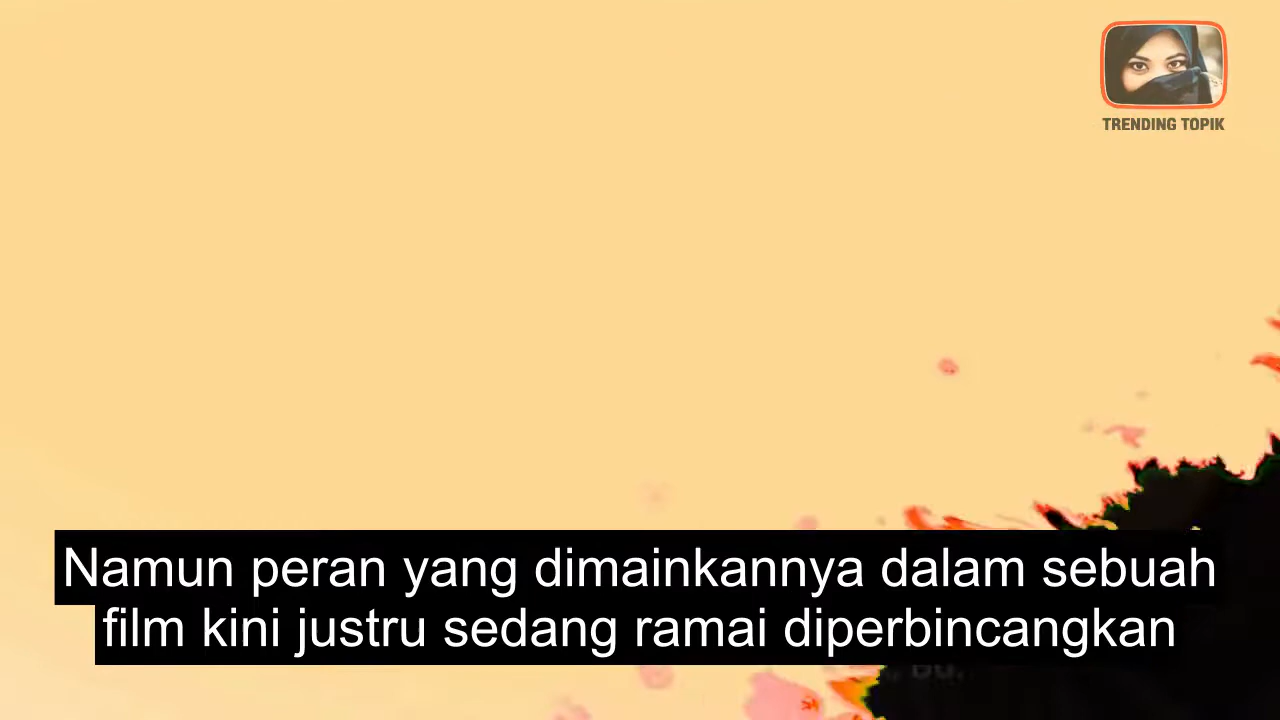 TRENDING TOPIK
Namun peran yang dimainkannya dalam sebuah
film kini justru sedang ramai diperbincangkan